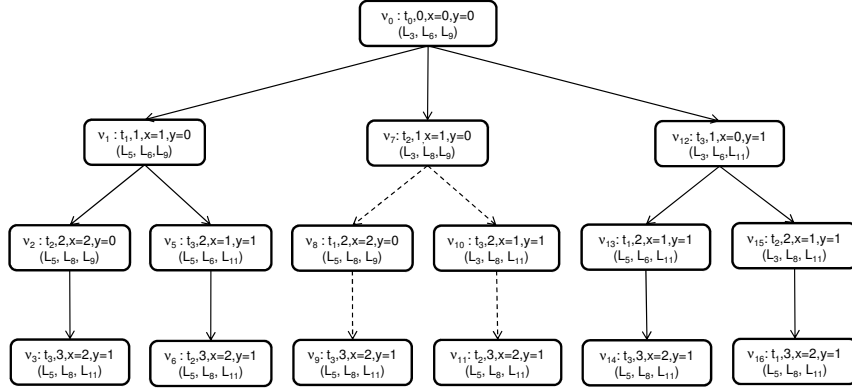 ν₀ : t₀,0,x=0,y=0
(L₃, L₆, L₉)
ν₁ : t₁,1,x=1,y=0
(L₅, L₆,L₉)
ν₇: t₂,1,x=1,y=0
(L₃, L₈,L₉)
ν₁₂: t₃,1,x=0,y=1
(L₃, L₆,L₁₁)
ν₂ : t₂,2,x=2,y=0
(L₅, L₈, L₉)
ν₅ : t₃,2,x=1,y=1
(L₅, L₆, L₁₁)
ν₈ : t₁,2,x=2,y=0
(L₅, L₈, L₉)
ν₁₀ : t₃,2,x=1,y=1
(L₃, L₈, L₁₁)
ν₁₃: t₁,2,x=1,y=1
(L₅, L₆, L₁₁)
ν₁₅: t₂,2,x=1,y=1
(L₃, L₈, L₁₁)
ν₃: t₃,3,x=2,y=1
(L₅, L₈, L₁₁)
ν₆ : t₂,3,x=2,y=1
(L₅, L₈, L₁₁)
ν₉: t₃,3,x=2,y=1
(L₅, L₈, L₁₁)
ν₁₁: t₂,3,x=2,y=1
(L₅, L₈, L₁₁)
ν₁₄: t₃,3,x=2,y=1
(L₅, L₈, L₁₁)
ν₁₆: t₁,3,x=2,y=1
(L₅, L₈, L₁₁)